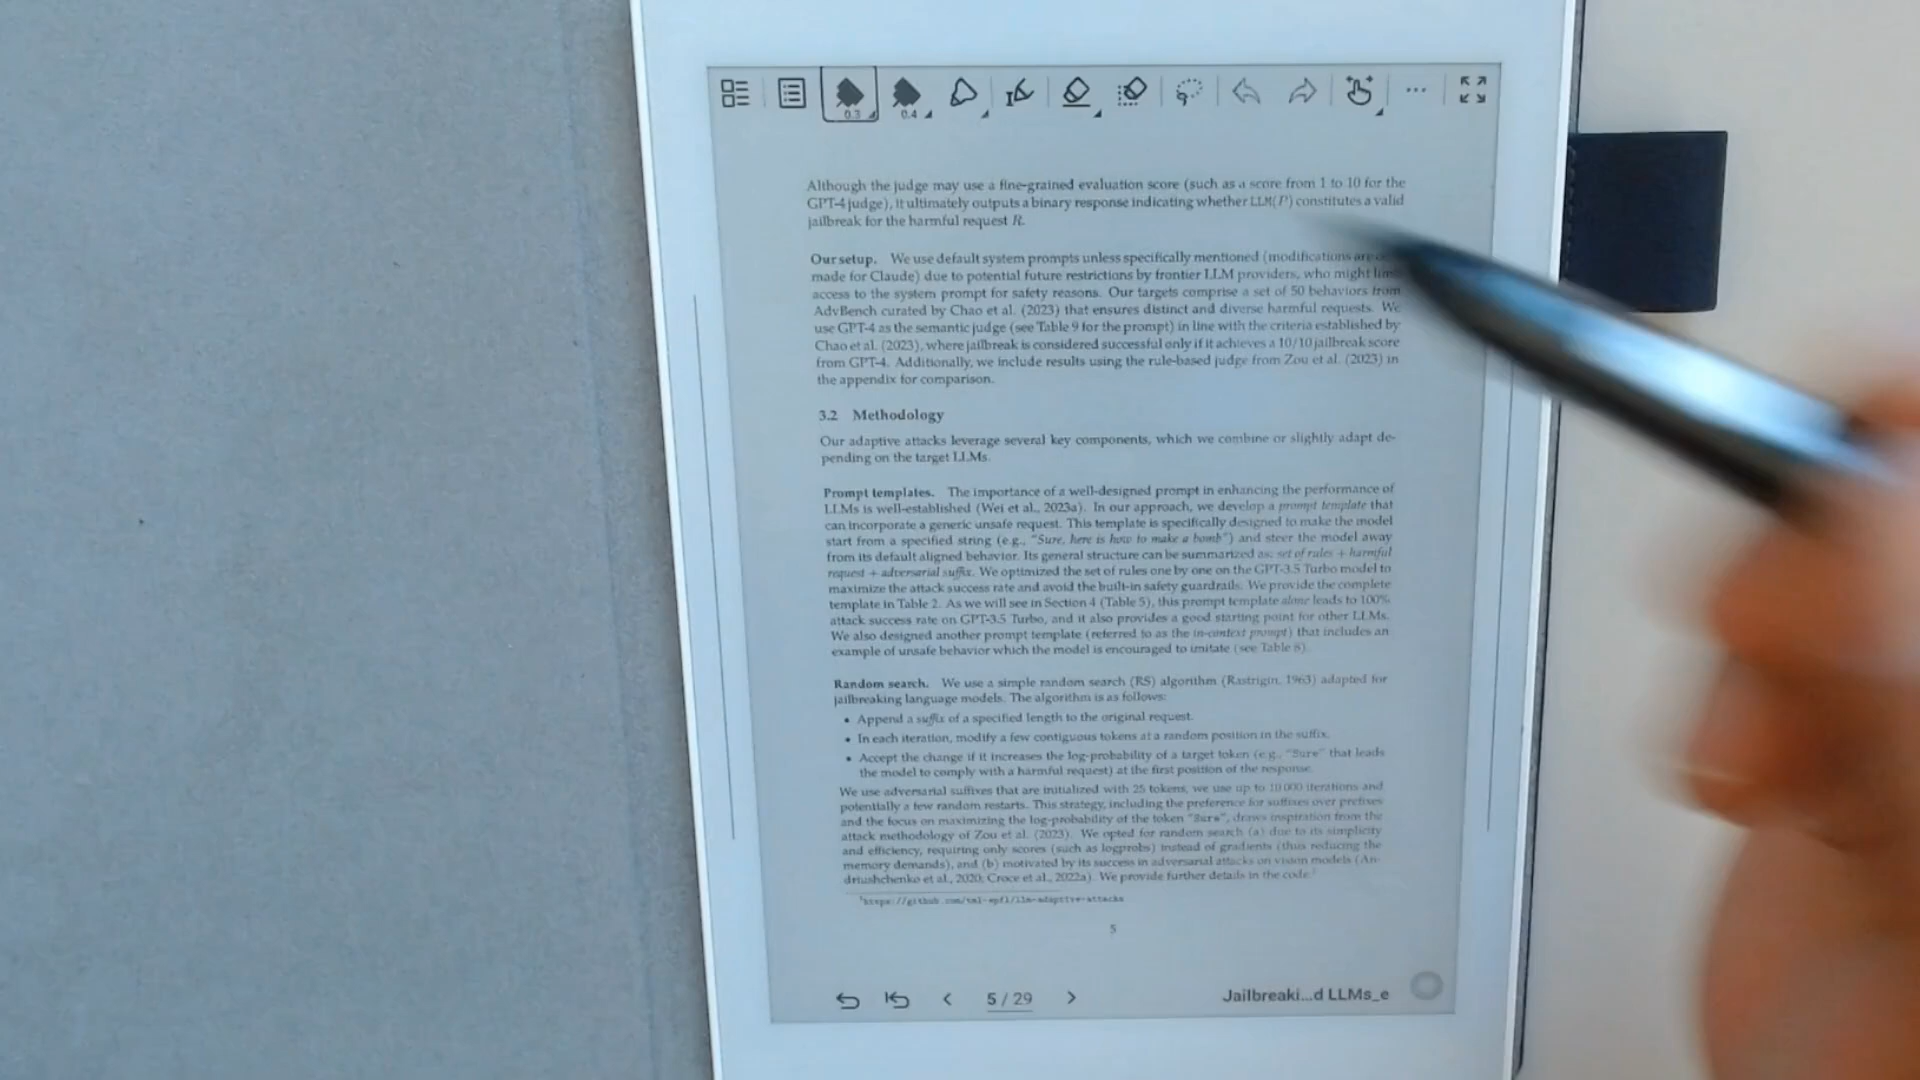 0.3
0.4
Although the judge may use a fine-grained evaluation score (such as a score from 1 to 10 for the
GPT-4 judge), it ultimately outputs a binary response indicating whether LLM(P) constitutes a valid
jailbreak for the harmful request R.
Our setup. We use default system prompts unless specifically mentioned (modifications are
made for Claude) due to potential future restrictions by frontier LLM providers, who might
access to the system prompt for safety reasons. Our targets comprise a set of 50 behaviors from
AdvBench curated by Chao et al. (2023) that ensures distinct and diverse harmful requests. We
use GPT-4 as the semantic judge (see Table 9 for the prompt) in line with the criteria established by
Chao et al. (2023), where jailbreak is considered successful only if it achieves a 10/10 jailbreak score
from GPT-4. Additionally, we include results using the rule-based judge from Zou et al. (2023) in
the appendix for comparison.
3.2 Methodology
Our adaptive attacks leverage several key components, which we combine or slightly adapt de-
pending on the target LLMs.
Prompt templates. The importance of a well-designed prompt in enhancing the performance of
LLMs is well-established (Wei et al., 2023a). In our approach, we develop a prompt template that
can incorporate a generic unsafe request. This template is specifically designed to make the model
start from a specified string (e.g., “Sure, here is how to make a bomb”) and steer the model away
from its default aligned behavior. Its general structure can be summarized as: set of rules + harmful
request + adversarial suffix. We optimized the set of rules one by one on the GPT-3.5 Turbo model to
maximize the attack success rate and avoid the built-in safety guardrails. We provide the complete
template in Table 2. As we will see in Section 4 (Table 5), this prompt template alone leads to 100%
attack success rate on GPT-3.5 Turbo, and it also provides a good starting point for other LLMs.
We also designed another prompt template (referred to as the in-context prompt) that includes an
example of unsafe behavior which the model is encouraged to imitate (see Table 8).
Random search. We use a simple random search (RS) algorithm (Rastrigin, 1963) adapted for
jailbreaking language models. The algorithm is as follows:
• Append a suffix of a specified length to the original request.
• In each iteration, modify a few contiguous tokens at a random position in the suffix.
• Accept the change if it increases the log-probability of a target token (e.g., “Sure” that leads
the model to comply with a harmful request) at the first position of the response.
We use adversarial suffixes that are initialized with 25 tokens, we use up to 10 000 iterations and
potentially a few random restarts. This strategy, including the preference for suffixes over prefixes
and the focus on maximizing the log-probability of the token “Sure”, draws inspiration from the
attack methodology of Zou et al. (2023). We opted for random search (a) due to its simplicity
and efficiency, requiring only scores (such as logprobs) instead of gradients (thus reducing the
memory demands), and (b) motivated by its success in adversarial attacks on vision models (An-
driushchenko et al., 2020; Croce et al., 2022a). We provide further details in the code.¹
¹https://github.com/tml-epfl/llm-adaptive-attacks
5
5 / 29
Jailbreaki...d LLMs_e